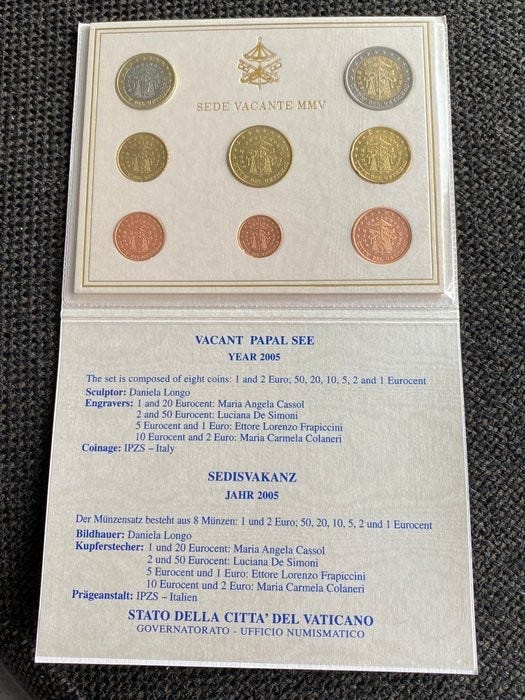 SEDE VACANTE MMV
VACANT PAPAL SEE
YEAR 2005
The set is composed of eight coins: 1 and 2 Euro; 50, 20, 10, 5, 2 and 1 Eurocent
Sculptor: Daniela Longo
Engravers: 1 and 20 Eurocent: Maria Angela Cassol
2 and 50 Eurocent: Luciana De Simoni
5 Eurocent and 1 Euro: Ettore Lorenzo Frapiccini
10 Eurocent and 2 Euro: Maria Carmela Colaneri
Coinage: IPZS – Italy
SEDISVAKANZ
JAHR 2005
Der Münzensatz besteht aus 8 Münzen: 1 und 2 Euro; 50, 20, 10, 5, 2 und 1 Eurocent
Bildhauer: Daniela Longo
Kupferstecher: 1 und 20 Eurocent: Maria Angela Cassol
2 und 50 Eurocent: Luciana De Simoni
5 Eurocent und 1 Euro: Ettore Lorenzo Frapiccini
10 Eurocent und 2 Euro: Maria Carmela Colaneri
Prägeanstalt: IPZS – Italien
STATO DELLA CITTA' DEL VATICANO
GOVERNATORATO - UFFICIO NUMISMATICO